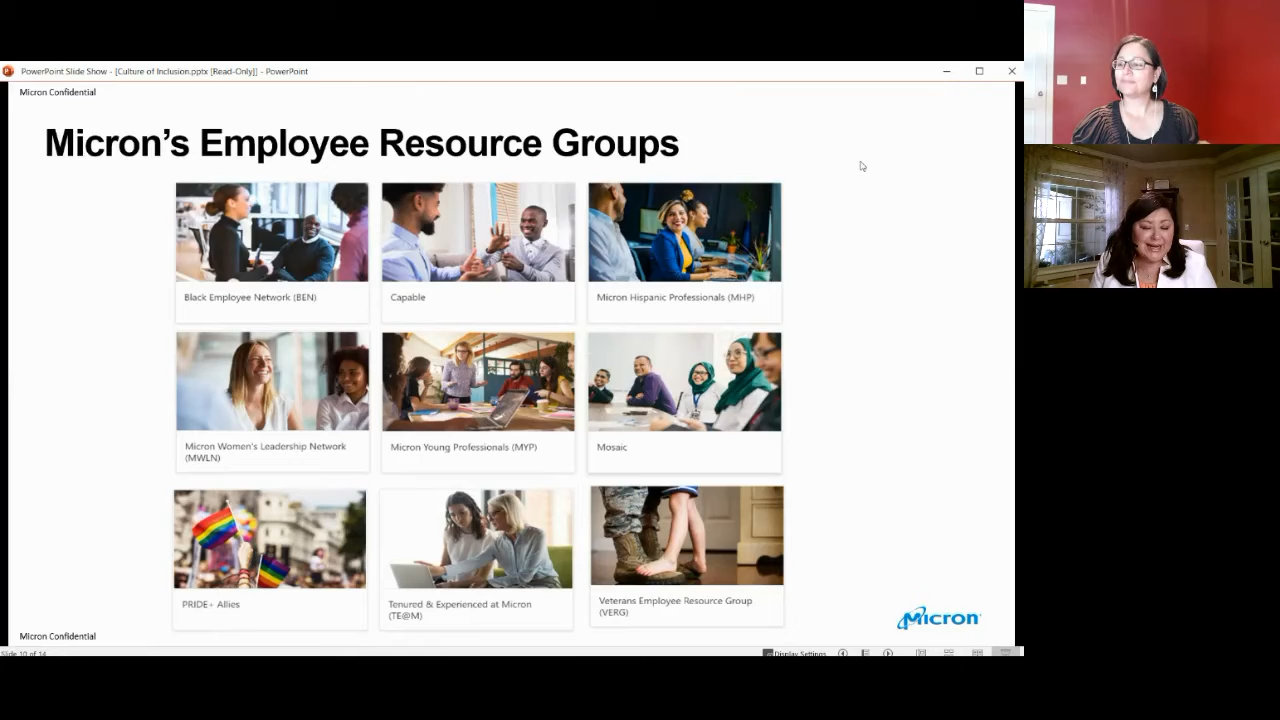 PowerPoint Slide Show - [Culture of Inclusion.pptx [Read-Only]] - PowerPoint
Micron Confidential
Micron's Employee Resource Groups
Black Employee Network (BEN)
Capable
Micron Hispanic Professionals (MHP)
Micron Women's Leadership Network
(MWLN)
Micron Young Professionals (MYP)
Mosaic
PRIDE+ Allies
Tenured & Experienced at Micron
(TE@M)
Veterans Employee Resource Group
(VERG)
Micron
Micron Confidential
Slide 10 of 14
Display Settings